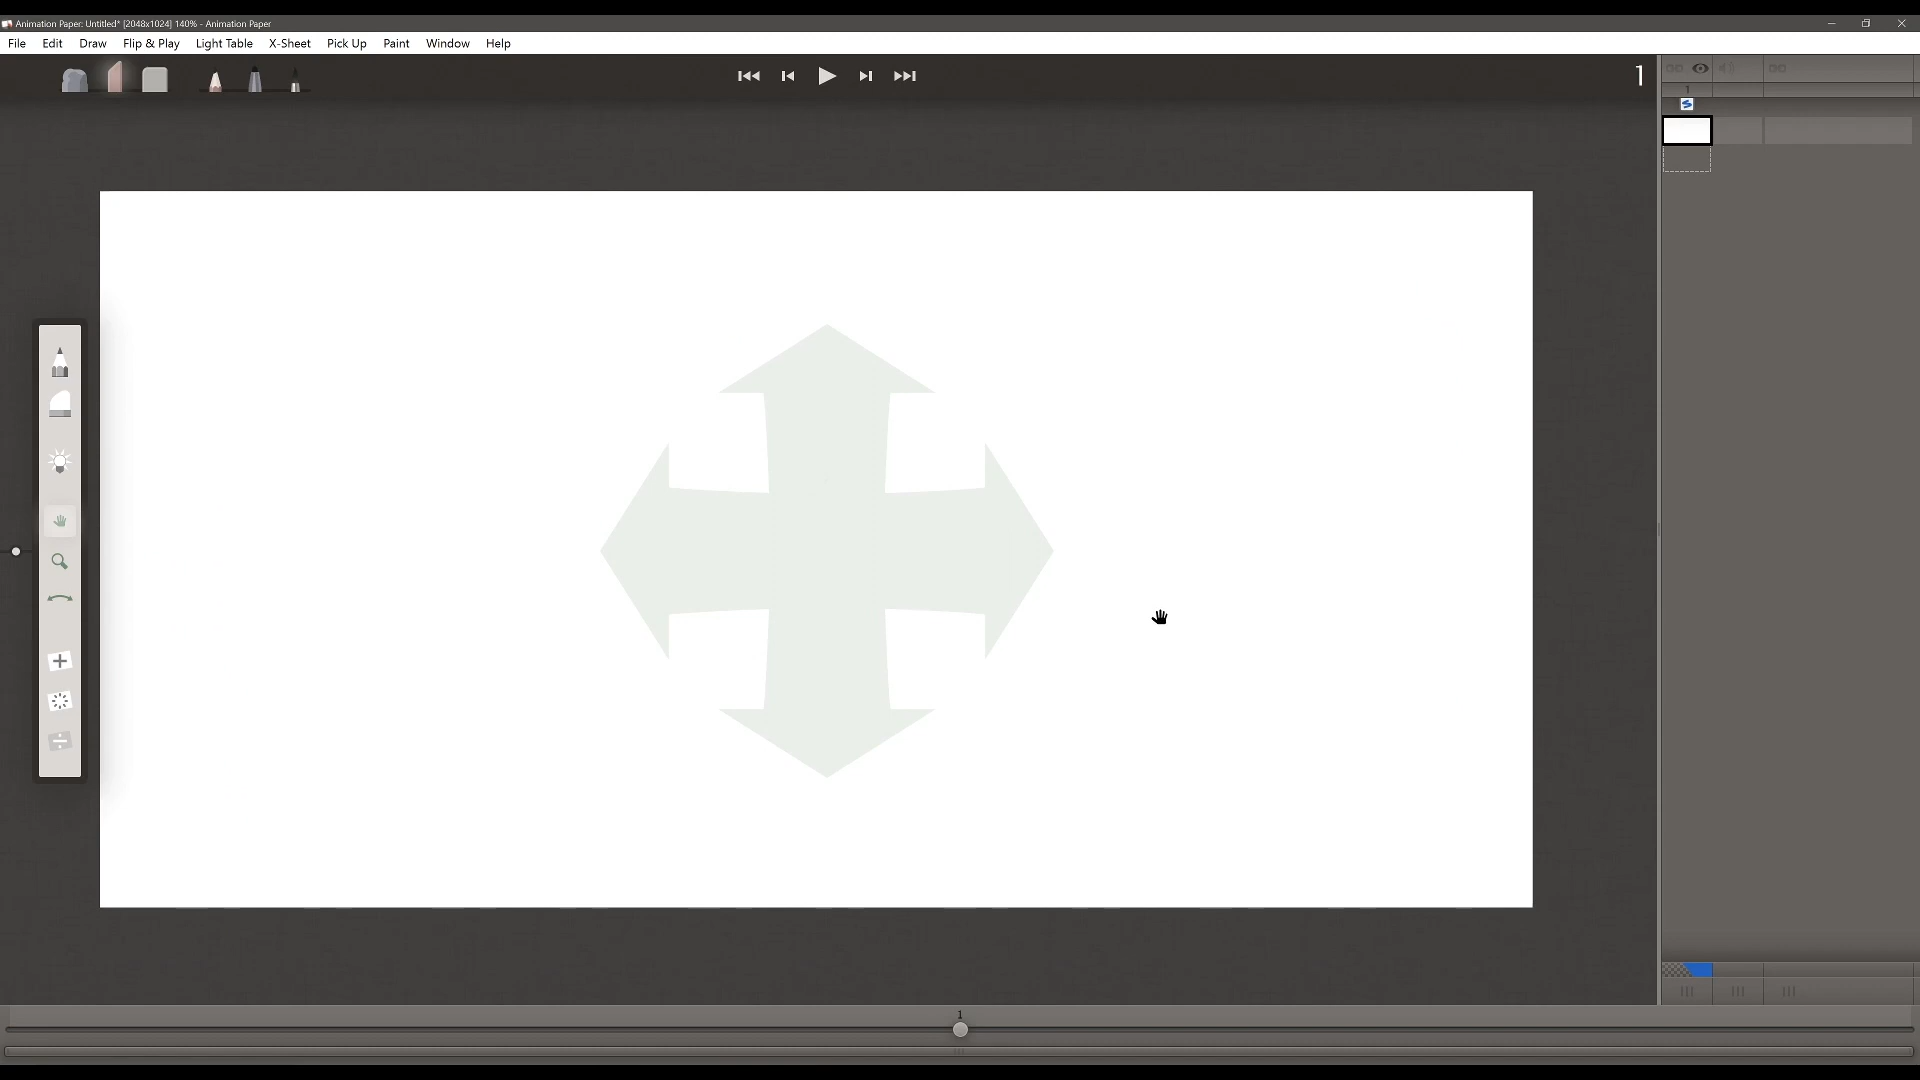 Animation Paper: Untitled* [2048x1024] 140% - Animation Paper
File Edit Draw Flip & Play Light Table X-Sheet Pick Up Paint Window Help
1
1
1